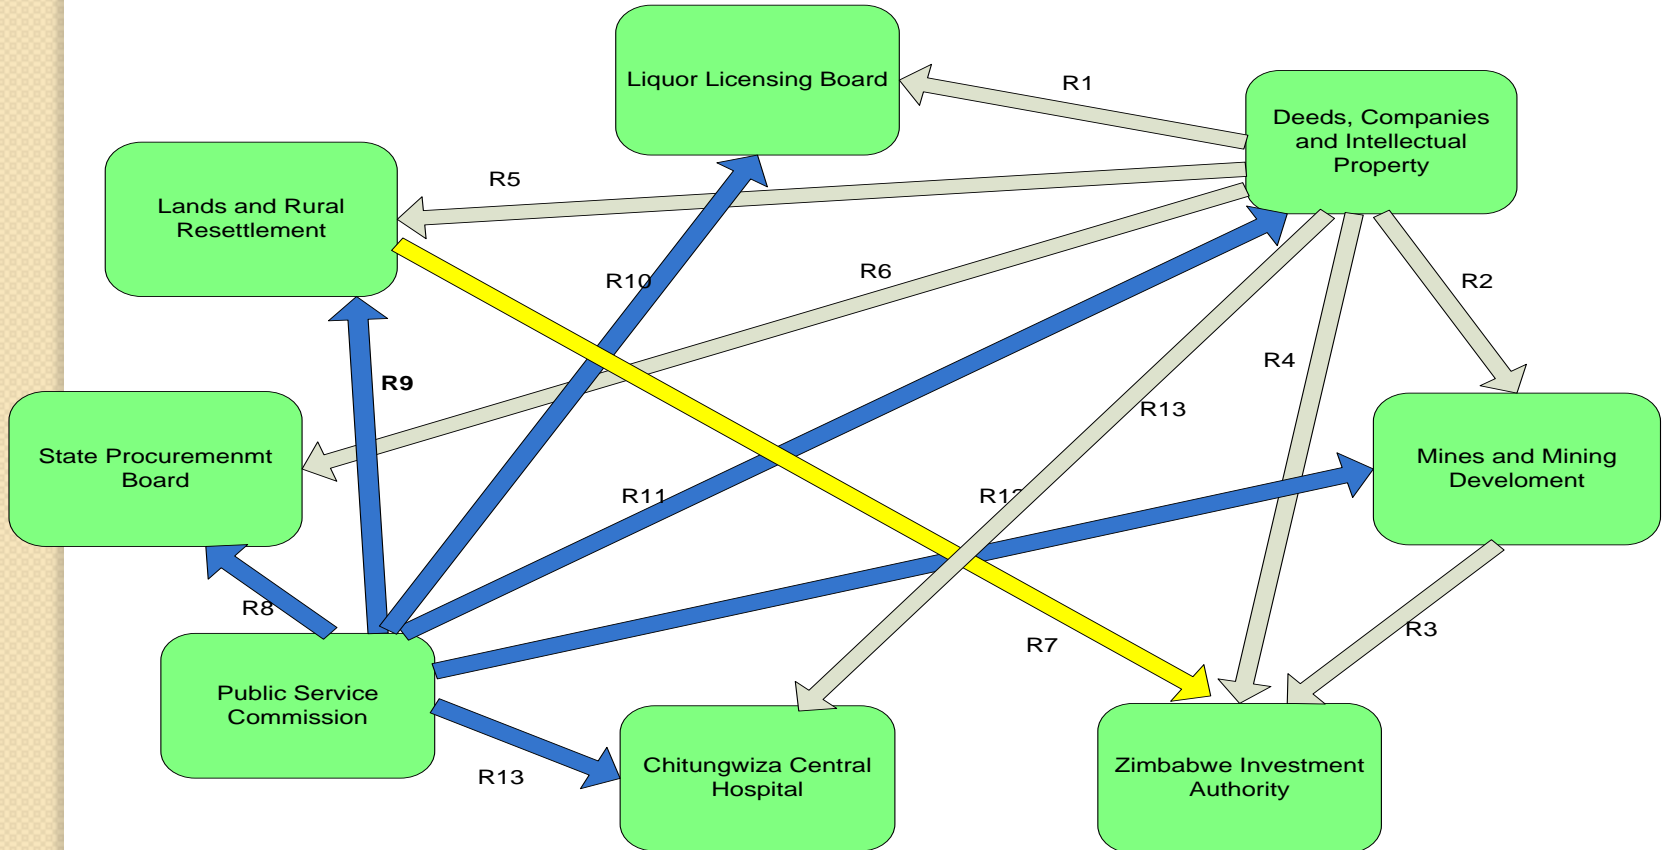 Liquor Licensing Board
R1
Deeds, Companies
and Intellectual
Property
R5
Lands and Rural
Resettlement
R10
R6
R2
R4
R9
R13
State Procuremenmt
Board
Mines and Mining
Develoment
R11
R12
R8
R3
R7
Public Service
Commission
R13
Chitungwiza Central
Hospital
Zimbabwe Investment
Authority